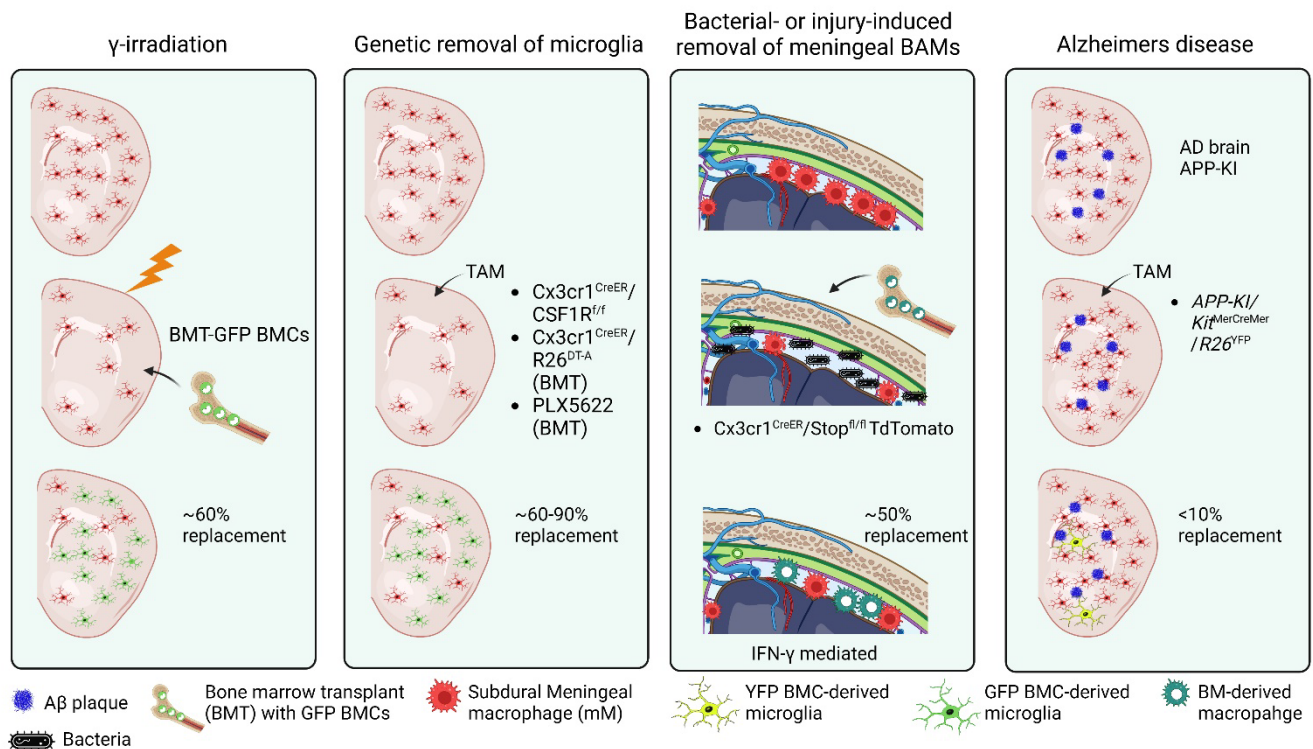 γ-irradiation
BMT-GFP BMCs
~60%
replacement
Genetic removal of microglia
TAM
• Cx3cr1CreER/
CSF1Rf/f
• Cx3cr1CreER/
R26DT-A
(BMT)
• PLX5622
(BMT)
~60-90%
replacement
Bacterial- or injury-induced
removal of meningeal BAMs
• Cx3cr1CreER/Stopfl/fl TdTomato
~50%
replacement
IFN-γ mediated
Alzheimers disease
AD brain
APP-KI
TAM
• APP-KI/
KitMerCreMer
/R26YFP
<10%
replacement
Aβ plaque
Bone marrow transplant
(BMT) with GFP BMCs
Subdural Meningeal
macrophage (mM)
YFP BMC-derived
microglia
GFP BMC-derived
microglia
BM-derived
macropahge
Bacteria